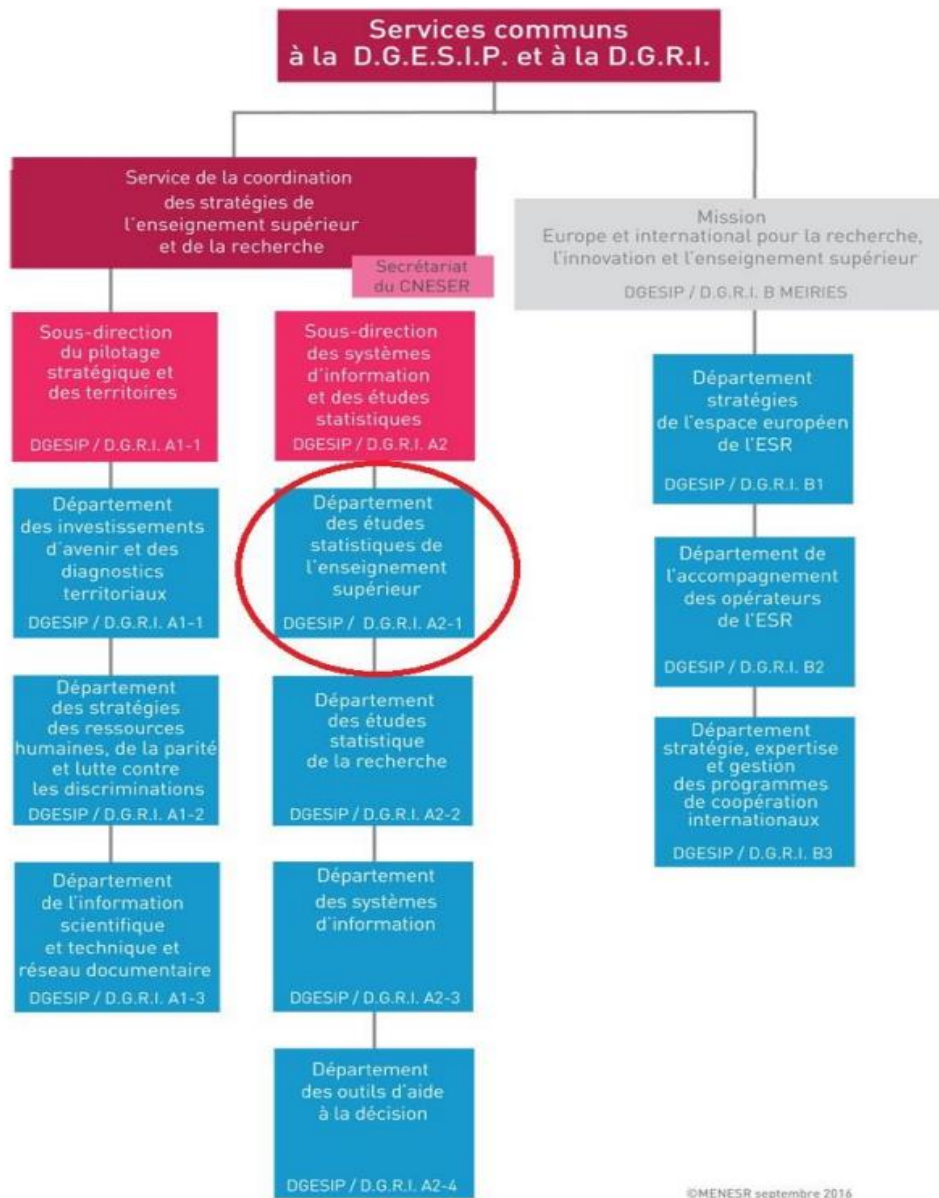 Services communs
à la D.G.E.S.I.P. et à la D.G.R.I.
Service de la coordination
des stratégies de
l'enseignement supérieur
et de la recherche
Secrétariat
du CNESER
Mission
Europe et international pour la recherche,
l'innovation et l'enseignement supérieur
DGESIP / D.G.R.I. B MEIRIES
Sous-direction
du pilotage
stratégique et
des territoires
DGESIP / D.G.R.I. A1-1
Département
des investissements
d'avenir et des
diagnostics
territoriaux
DGESIP / D.G.R.I. A1-1
Département
des stratégies
des ressources
humaines, de la parité
et lutte contre
les discriminations
DGESIP / D.G.R.I. A1-2
Département
de l'information
scientifique
et technique et
réseau documentaire
DGESIP / D.G.R.I. A1-3
Sous-direction
des systèmes
d'information
et des études
statistiques
DGESIP / D.G.R.I. A2
Département
des études
statistiques de
l'enseignement
supérieur
DGESIP / D.G.R.I. A2-1
Département
des études
statistique
de la recherche
DGESIP / D.G.R.I. A2-2
Département
des systèmes
d'information
DGESIP / D.G.R.I. A2-3
Département
des outils d'aide
à la décision
DGESIP / D.G.R.I. A2-4
Département
stratégies
de l'espace européen
de l'ESR
DGESIP / D.G.R.I. B1
Département de
l'accompagnement
des opérateurs
de l'ESR
DGESIP / D.G.R.I. B2
Département
stratégie, expertise
et gestion
des programmes
de coopération
internationaux
DGESIP / D.G.R.I. B3
©MENESR septembre 2016